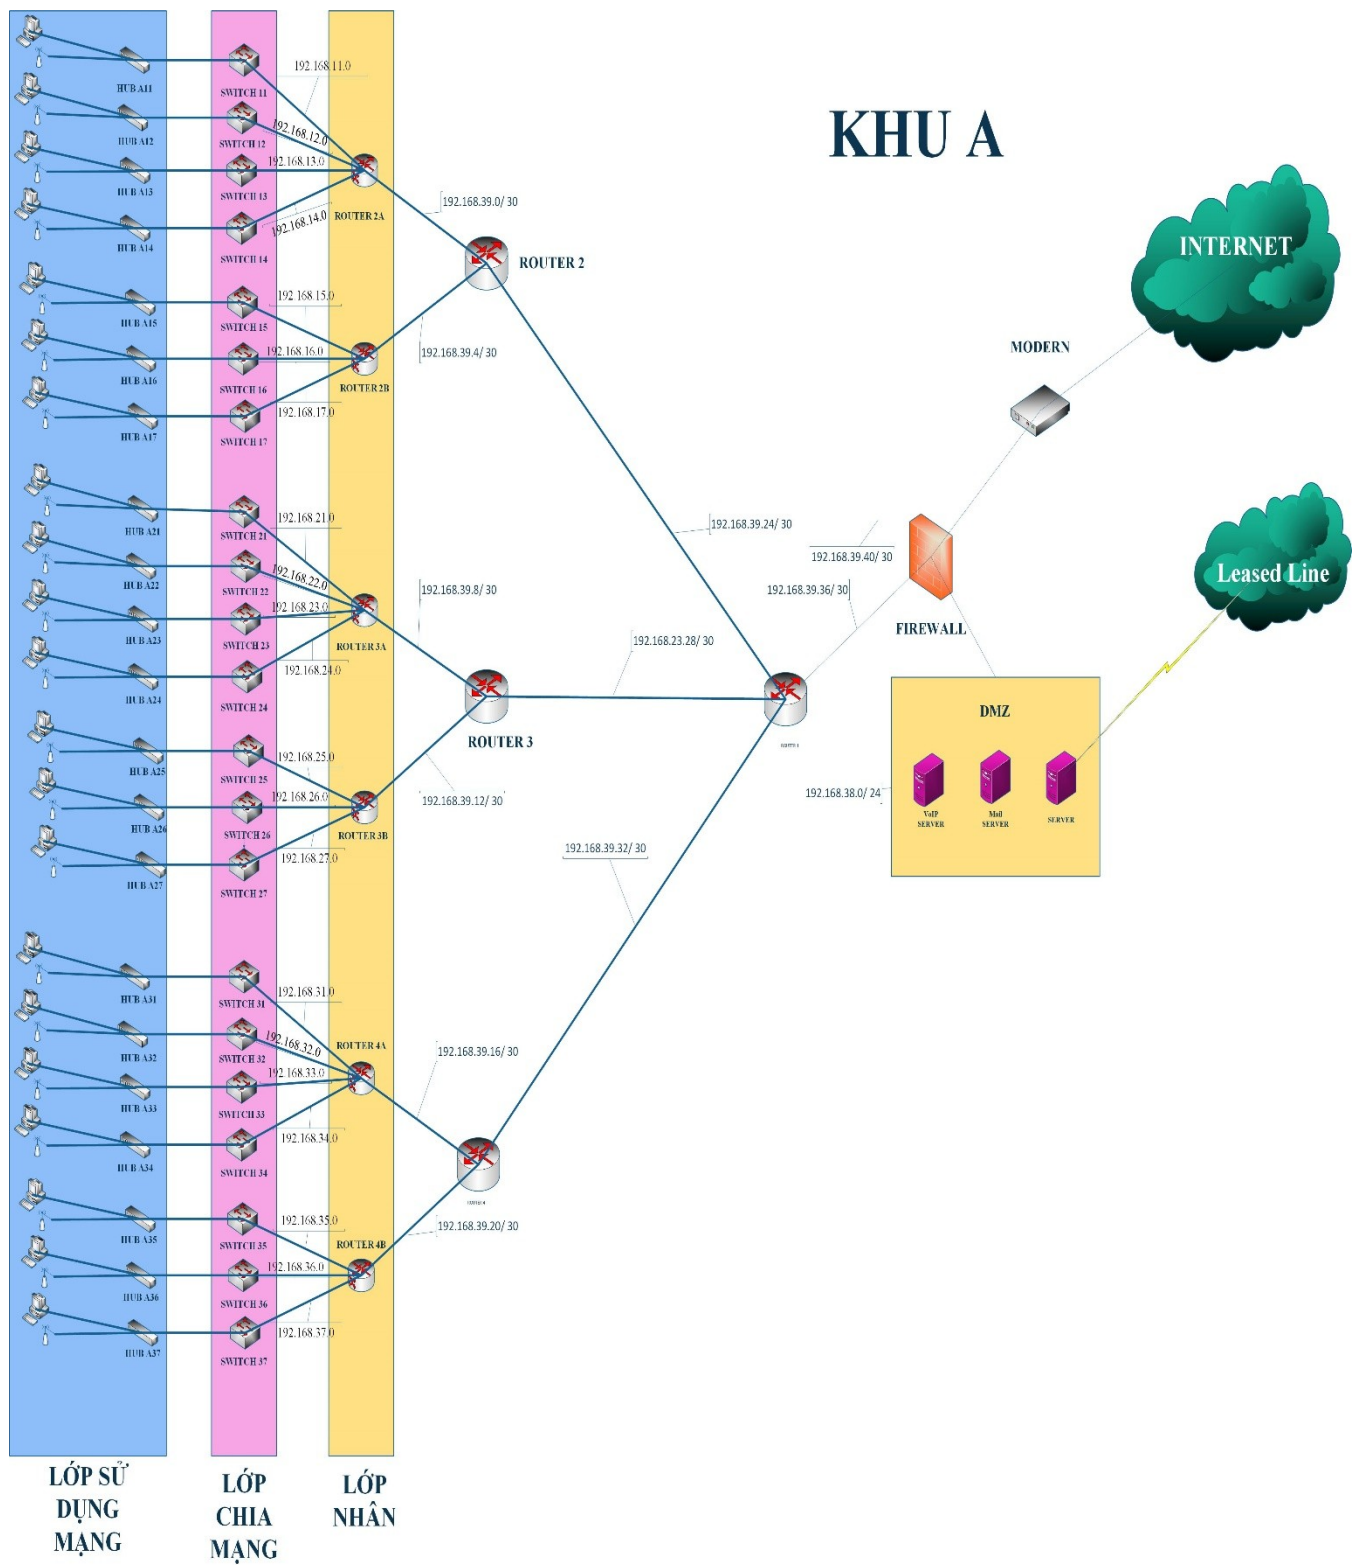 KHU A
HUB A11
SWITCH 11
192.168.11.0
HUB A12
SWITCH 12
192.168.12.0
HUB A13
SWITCH 13
192.168.13.0
HUB A14
SWITCH 14
192.168.14.0
ROUTER 2A
192.168.39.0/ 30
ROUTER 2
HUB A15
SWITCH 15
192.168.15.0
HUB A16
SWITCH 16
192.168.16.0
HUB A17
SWITCH 17
192.168.17.0
ROUTER 2B
192.168.39.4/ 30
INTERNET
MODERN
HUB A21
SWITCH 21
192.168.21.0
HUB A22
SWITCH 22
192.168.22.0
HUB A23
SWITCH 23
192.168.23.0
HUB A24
SWITCH 24
192.168.24.0
ROUTER 3A
192.168.39.8/ 30
192.168.39.24/ 30
192.168.39.40/ 30
192.168.39.36/ 30
FIREWALL
Leased Line
192.168.23.28/ 30
ROUTER 3
HUB A25
SWITCH 25
192.168.25.0
HUB A26
SWITCH 26
192.168.26.0
HUB A27
SWITCH 27
192.168.27.0
ROUTER 3B
192.168.39.12/ 30
DMZ
192.168.38.0/ 24
VoIP
SERVER
Mail
SERVER
SERVER
192.168.39.32/ 30
HUB A31
SWITCH 31
192.168.31.0
HUB A32
SWITCH 32
192.168.32.0
HUB A33
SWITCH 33
192.168.33.0
HUB A34
SWITCH 34
192.168.34.0
ROUTER 4A
192.168.39.16/ 30
HUB A35
SWITCH 35
192.168.35.0
HUB A36
SWITCH 36
192.168.36.0
HUB A37
SWITCH 37
192.168.37.0
ROUTER 4B
192.168.39.20/ 30
LỚP SỬ
DỤNG
MẠNG
LỚP
CHIA
MẠNG
LỚP
NHÂN